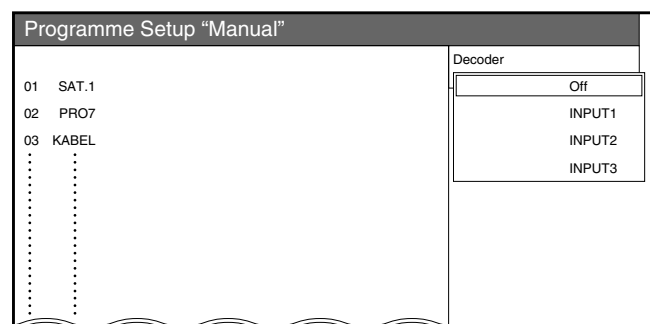 Programme Setup “Manual”
Decoder
01 SAT.1
02 PRO7
03 KABEL
Off
INPUT1
INPUT2
INPUT3